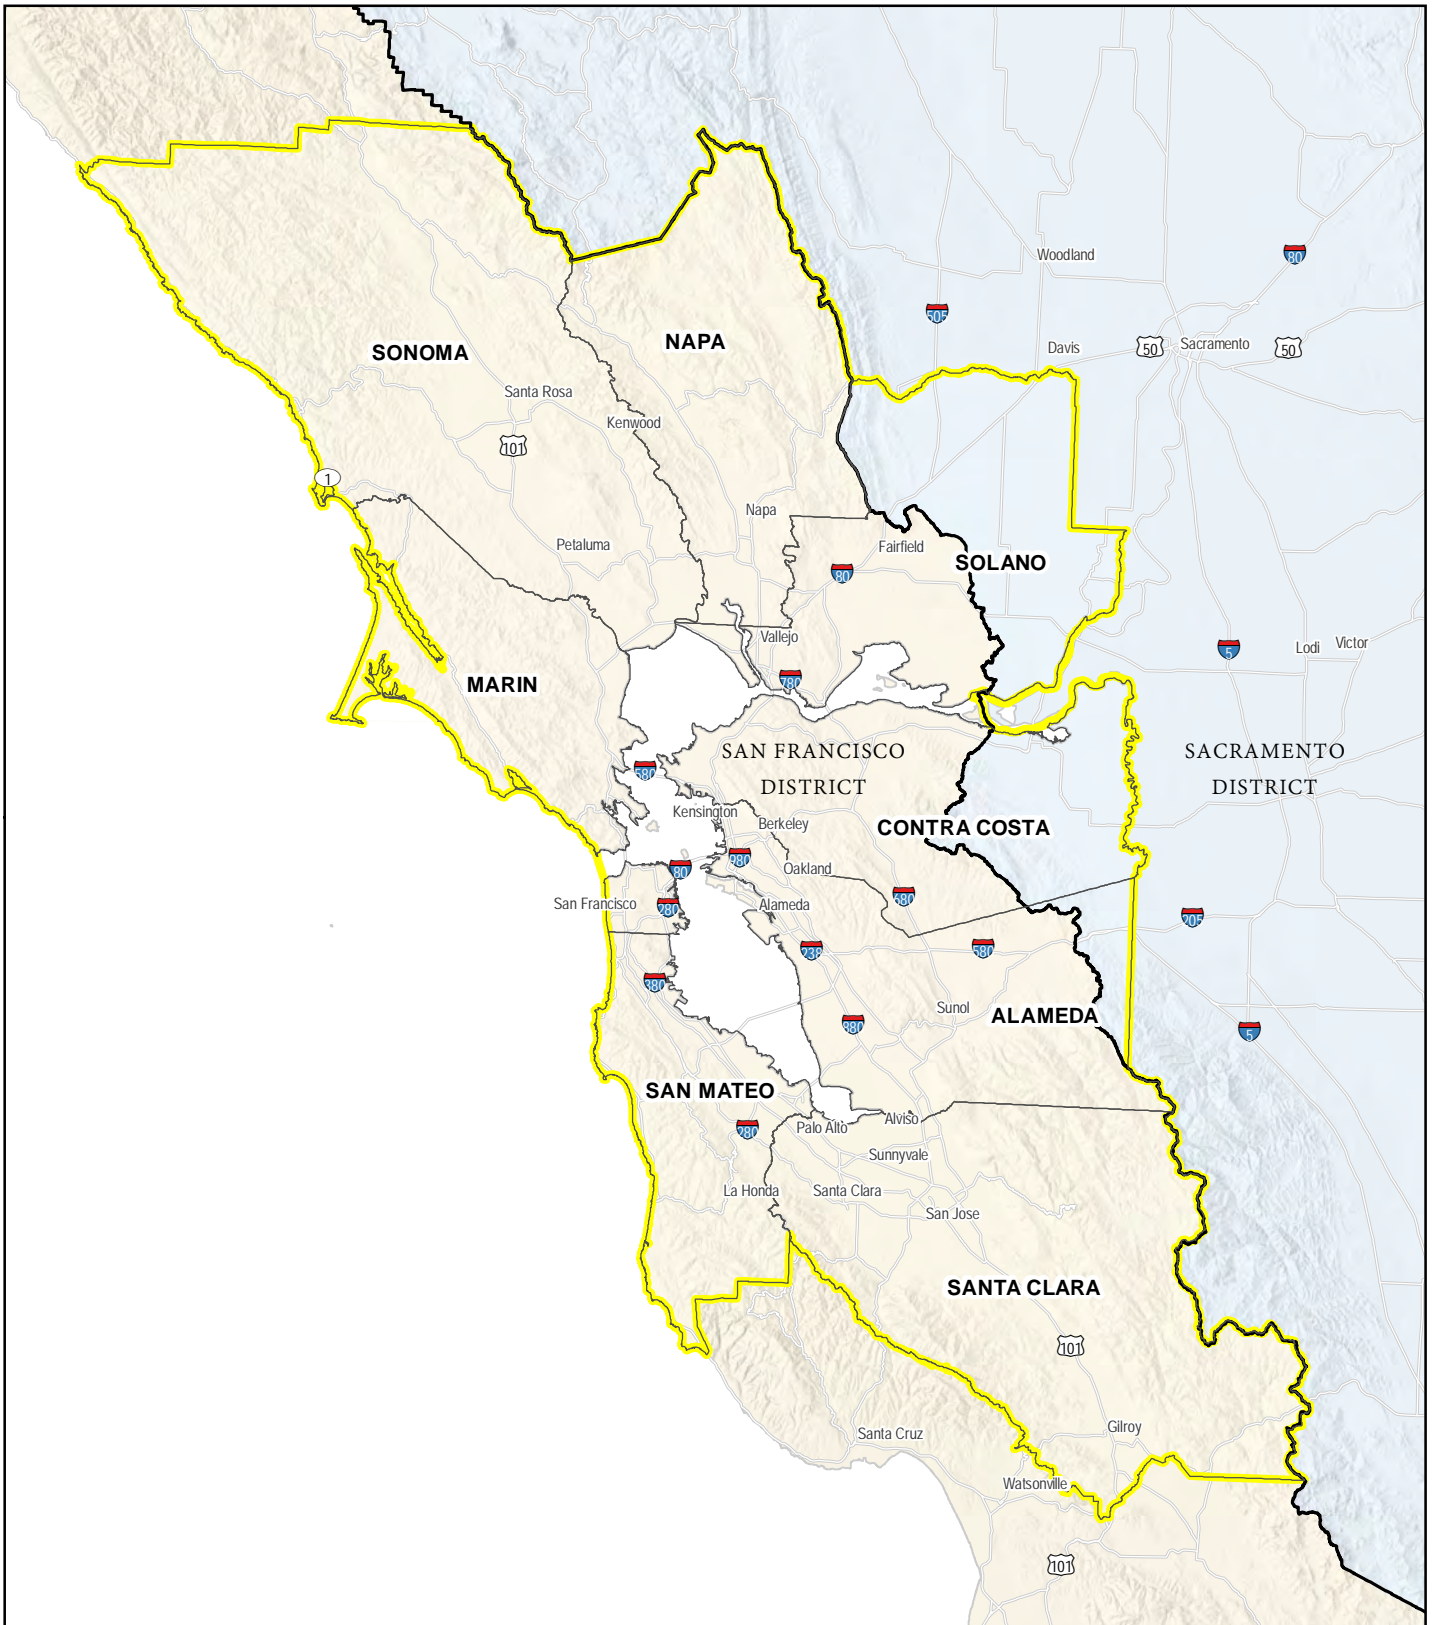 Woodland
80
505
Davis
50
Sacramento
50
NAPA
SONOMA
Santa Rosa
Kenwood
101
1
Napa
Petaluma
Fairfield
80
SOLANO
Vallejo
5
Lodi
Victor
780
MARIN
SAN FRANCISCO
DISTRICT
SACRAMENTO
DISTRICT
580
Kensington
Berkeley
CONTRA COSTA
980
80
Oakland
680
San Francisco
280
Alameda
205
238
580
380
Sunol
ALAMEDA
880
5
SAN MATEO
280
Palo Alto
Alviso
Sunnyvale
La Honda
Santa Clara
San Jose
SANTA CLARA
101
Santa Cruz
Gilroy
Watsonville
101